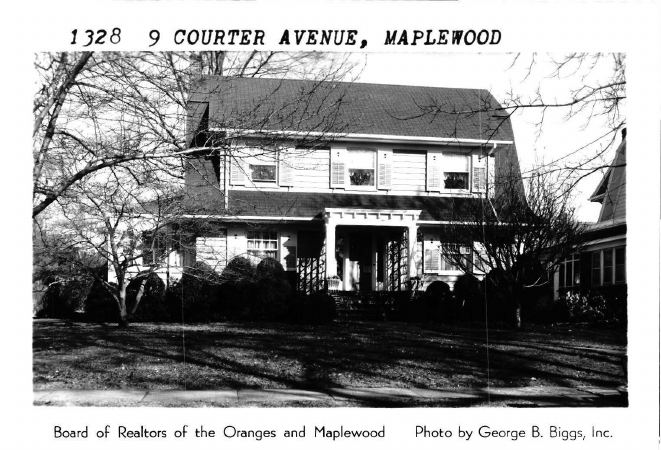 1328 9 COURTER AVENUE, MAPLEWOOD
Board of Realtors of the Oranges and Maplewood Photo by George B. Biggs, Inc.